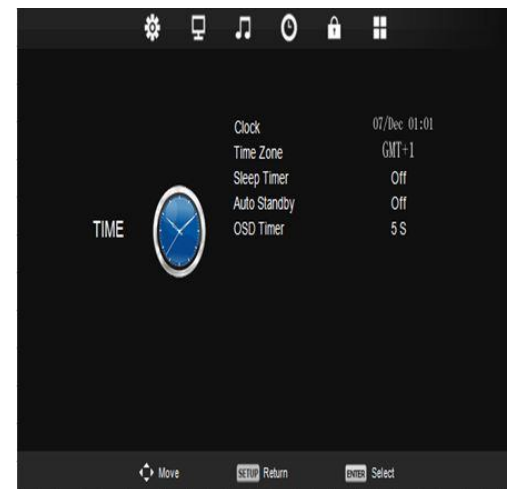 Clock 07/Dec 01:01
Time Zone GMT+1
Sleep Timer Off
Auto Standby Off
TIME OSD Timer 5 S
Move SETUP Return ENTER Select